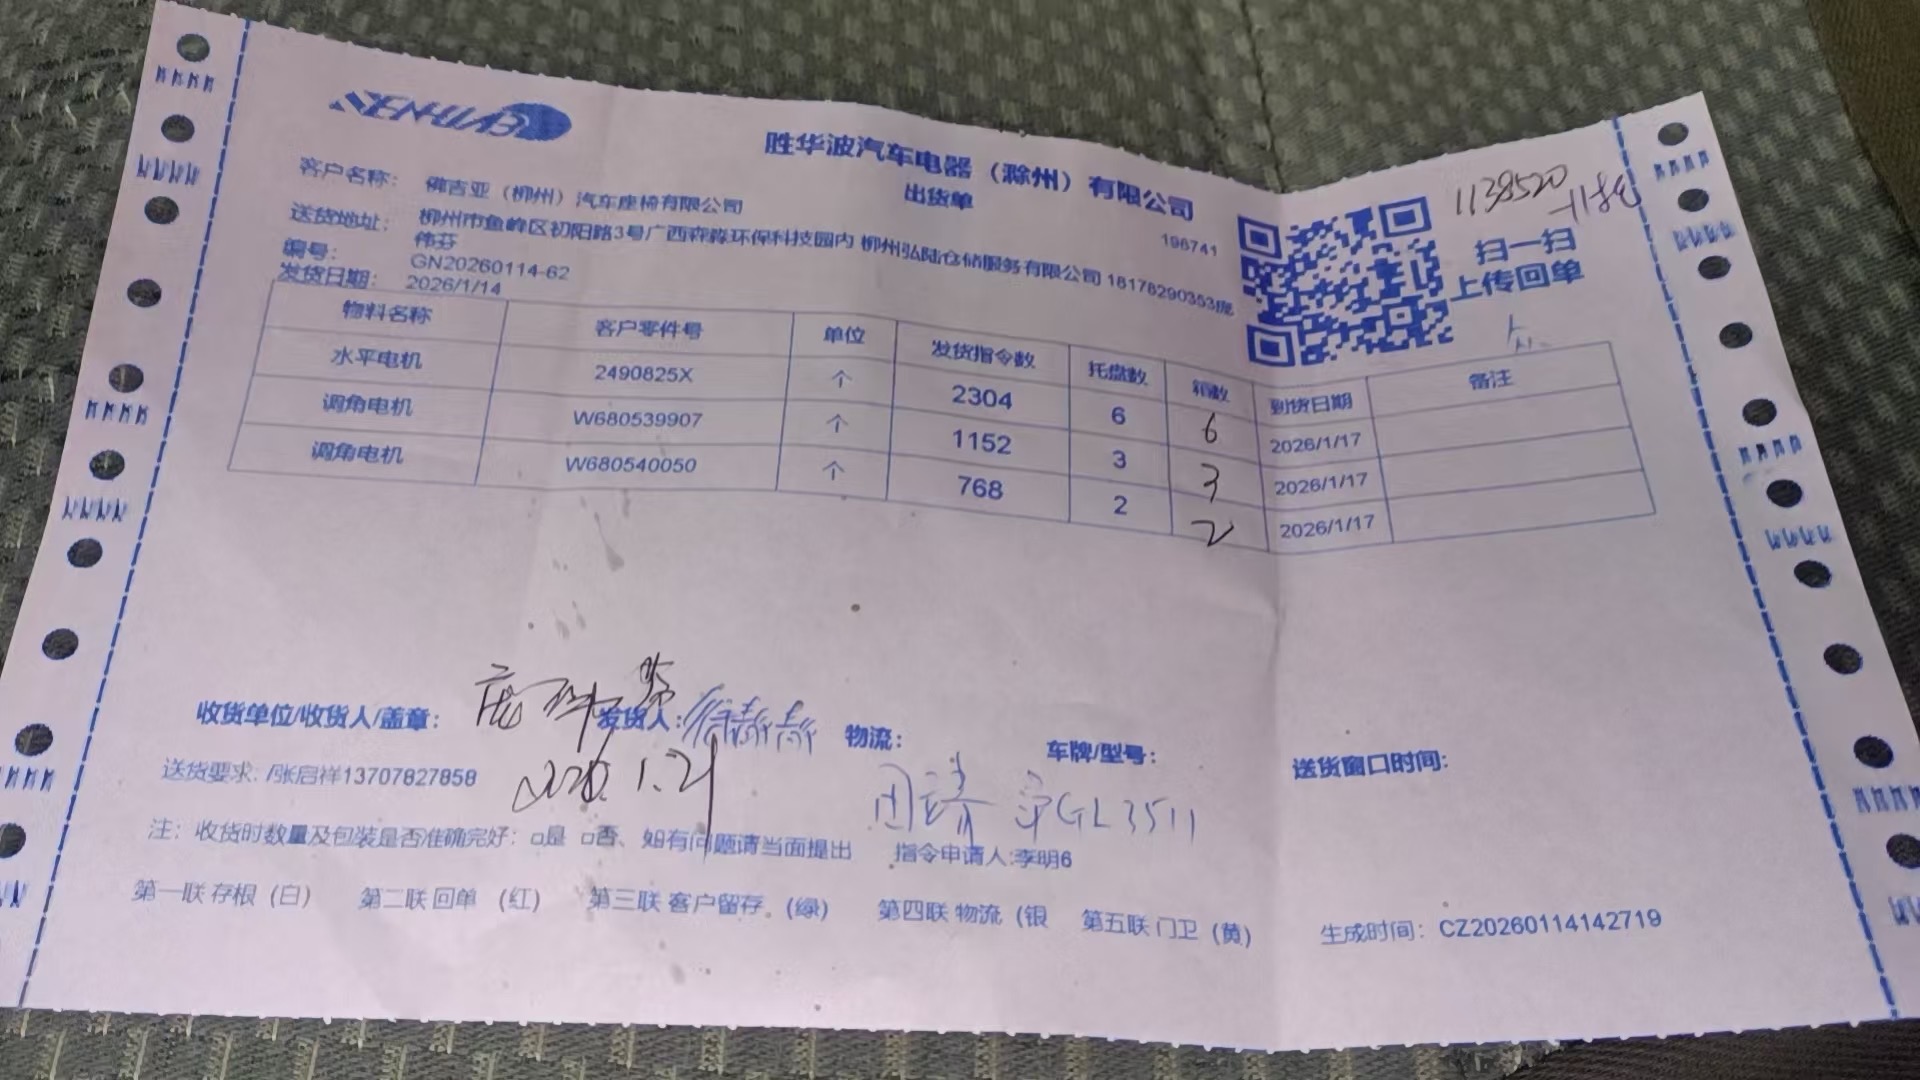 SENHUAB
胜华波汽车电器（滁州）有限公司
出货单
196741
1138520
扫一扫
上传回单
客户名称： 佛吉亚（柳州）汽车座椅有限公司
送货地址： 柳州市鱼峰区初阳路3号广西森淼环保科技园内 柳州弘陆仓储服务有限公司 18178290353庞
伟芬
编号： GN20260114-62
发货日期： 2026/1/14
物料名称 客户零件号 单位 发货指令数 托盘数 箱数 到货日期 备注
水平电机 2490825X 个 2304 6 6 2026/1/17
调角电机 W680539907 个 1152 3 3 2026/1/17
调角电机 W680540050 个 768 2 2 2026/1/17
收货单位/收货人/盖章： 发货人：徐静静 物流： 车牌/型号： 送货窗口时间：
2026.1.21
送货要求：/张启祥13707827858
GL3511
注：收货时数量及包装是否准确完好：□是 □否、如有问题请当面提出 指令申请人:李明6
第一联 存根（白） 第二联 回单 （红） 第三联 客户留存（绿） 第四联 物流（银 第五联 门卫（黄）
生成时间： CZ20260114142719